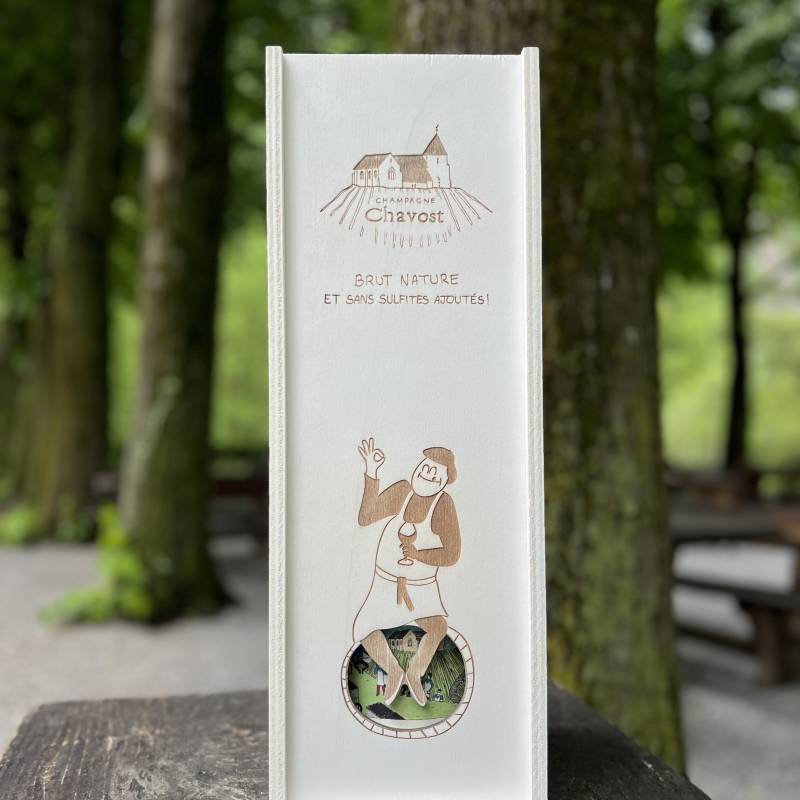 CHAMPAGNE
Chavost
BRUT NATURE
ET SANS SULFITES AJOUTÉS!